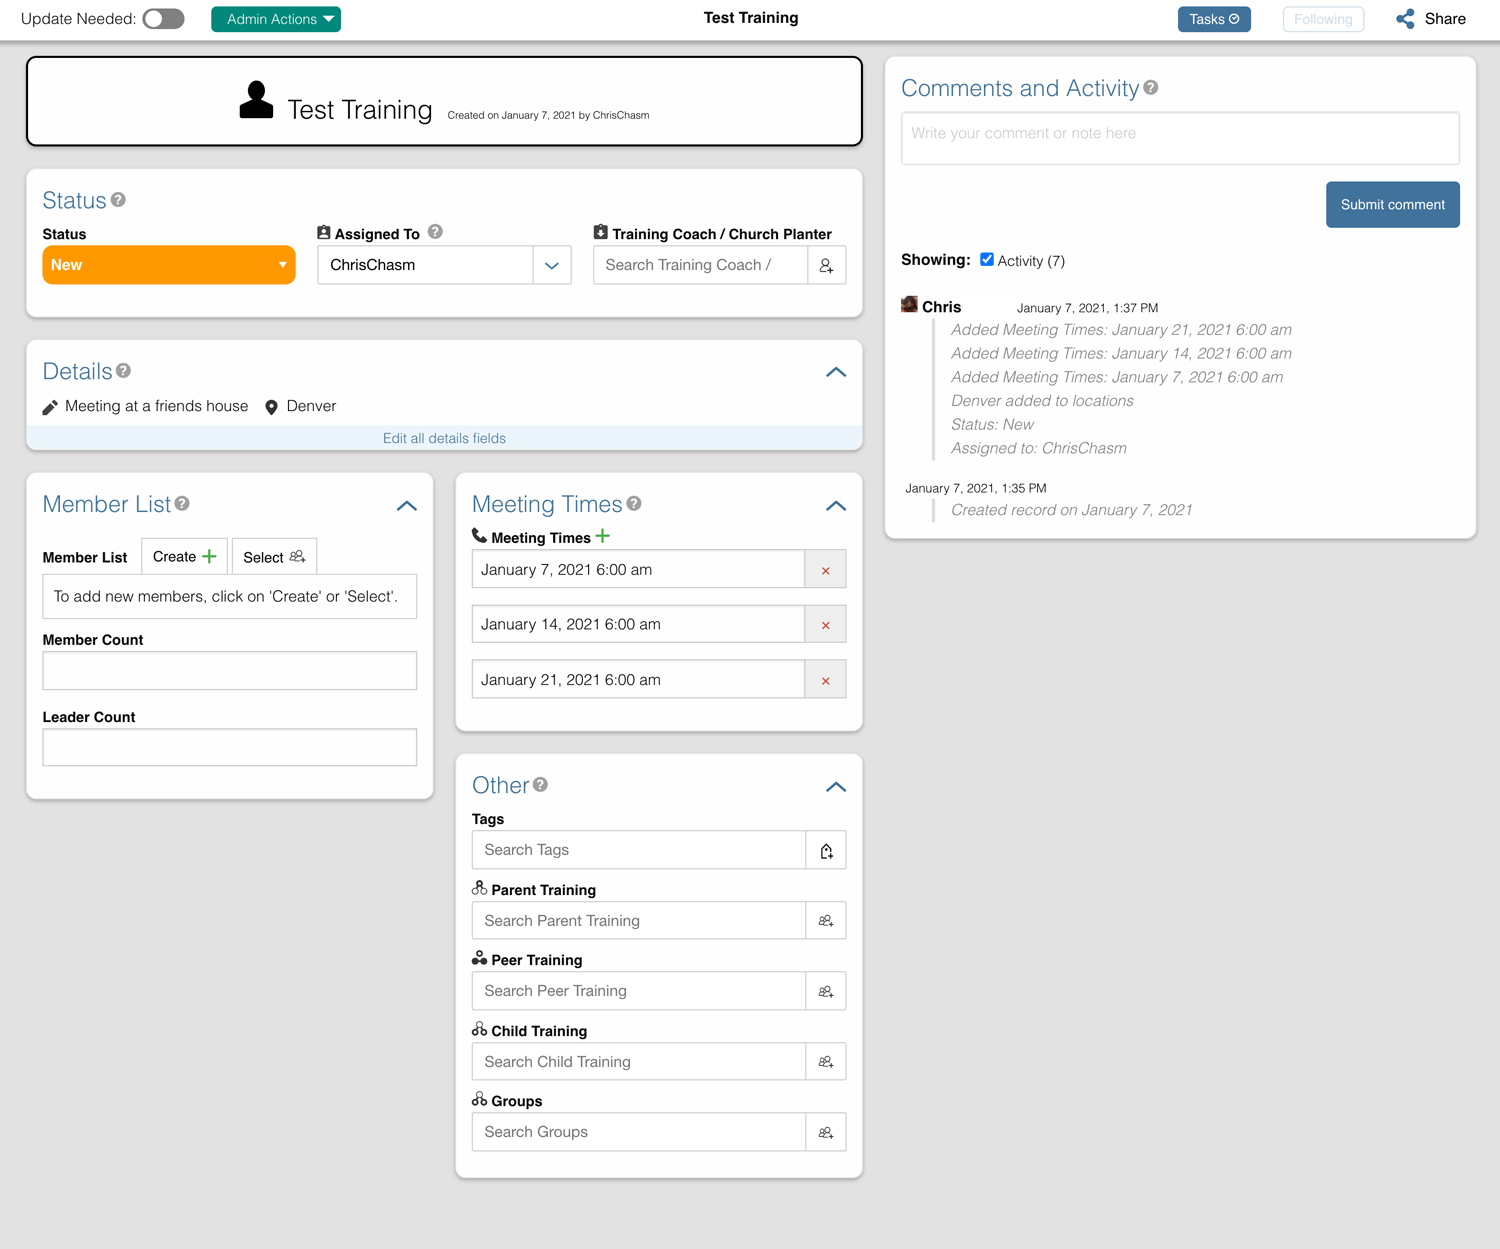 Update Needed:
Admin Actions
Test Training
Tasks
Following
Share
Test Training Created on January 7, 2021 by ChrisChasm
Status
Status
New
Assigned To
ChrisChasm
Training Coach / Church Planter
Search Training Coach /
Details
Meeting at a friends house
Denver
Edit all details fields
Member List
Member List
Create
Select
To add new members, click on 'Create' or 'Select'.
Member Count
Leader Count
Meeting Times
Meeting Times
January 7, 2021 6:00 am
January 14, 2021 6:00 am
January 21, 2021 6:00 am
Other
Tags
Search Tags
Parent Training
Search Parent Training
Peer Training
Search Peer Training
Child Training
Search Child Training
Groups
Search Groups
Comments and Activity
Write your comment or note here
Submit comment
Showing: Activity (7)
Chris January 7, 2021, 1:37 PM
Added Meeting Times: January 21, 2021 6:00 am
Added Meeting Times: January 14, 2021 6:00 am
Added Meeting Times: January 7, 2021 6:00 am
Denver added to locations
Status: New
Assigned to: ChrisChasm
January 7, 2021, 1:35 PM
Created record on January 7, 2021